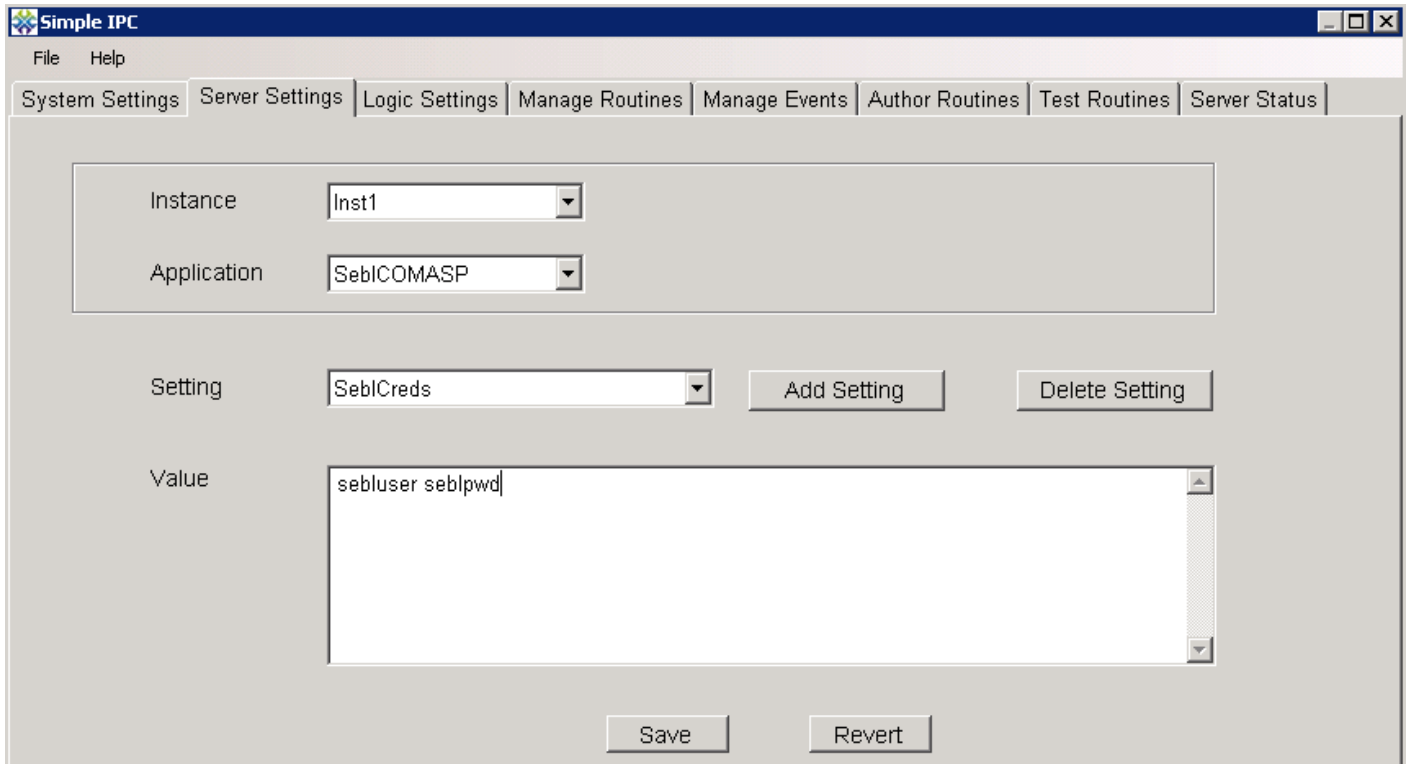 Simple IPC
File Help
System Settings Server Settings Logic Settings Manage Routines Manage Events Author Routines Test Routines Server Status
Instance Inst1
Application SeblCOMASP
Setting SeblCreds Add Setting Delete Setting
Value sebluser seblpwd
Save Revert